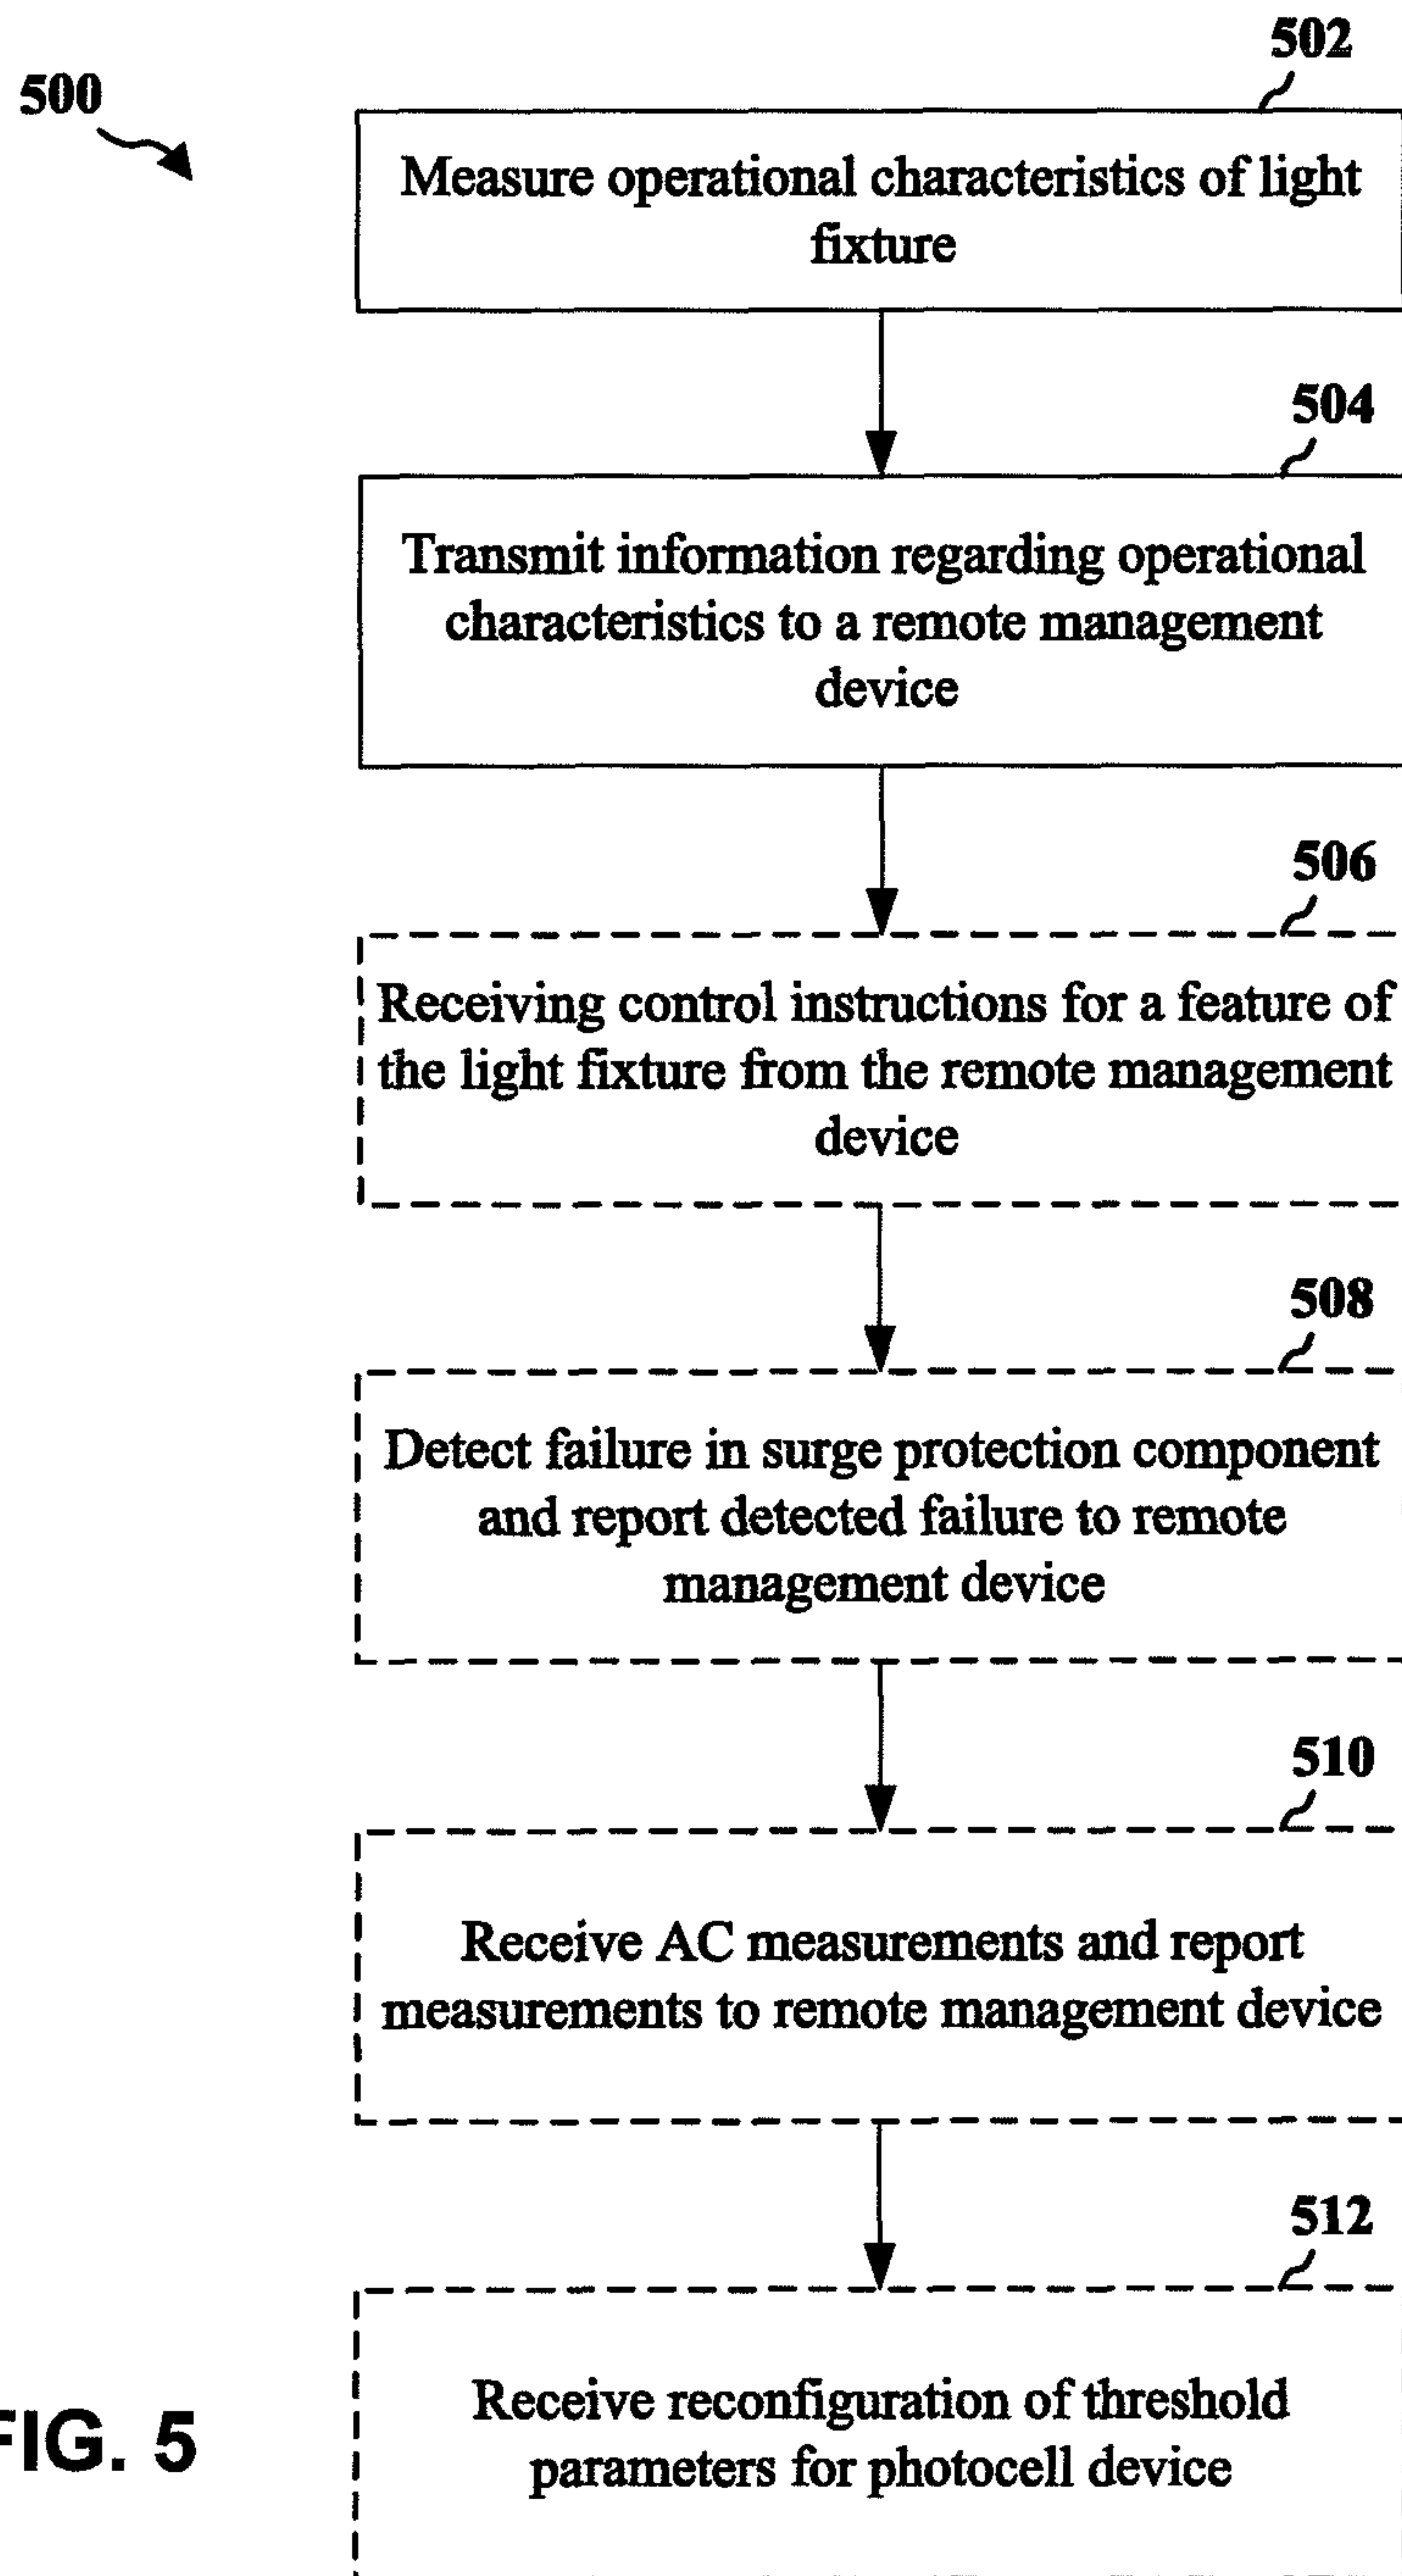 502
500
Measure operational characteristics of light
fixture
504
Transmit information regarding operational
characteristics to a remote management
device
506
Receiving control instructions for a feature of
the light fixture from the remote management
device
508
Detect failure in surge protection component
and report detected failure to remote
management device
510
Receive AC measurements and report
measurements to remote management device
512
Receive reconfiguration of threshold
parameters for photocell device
FIG. 5